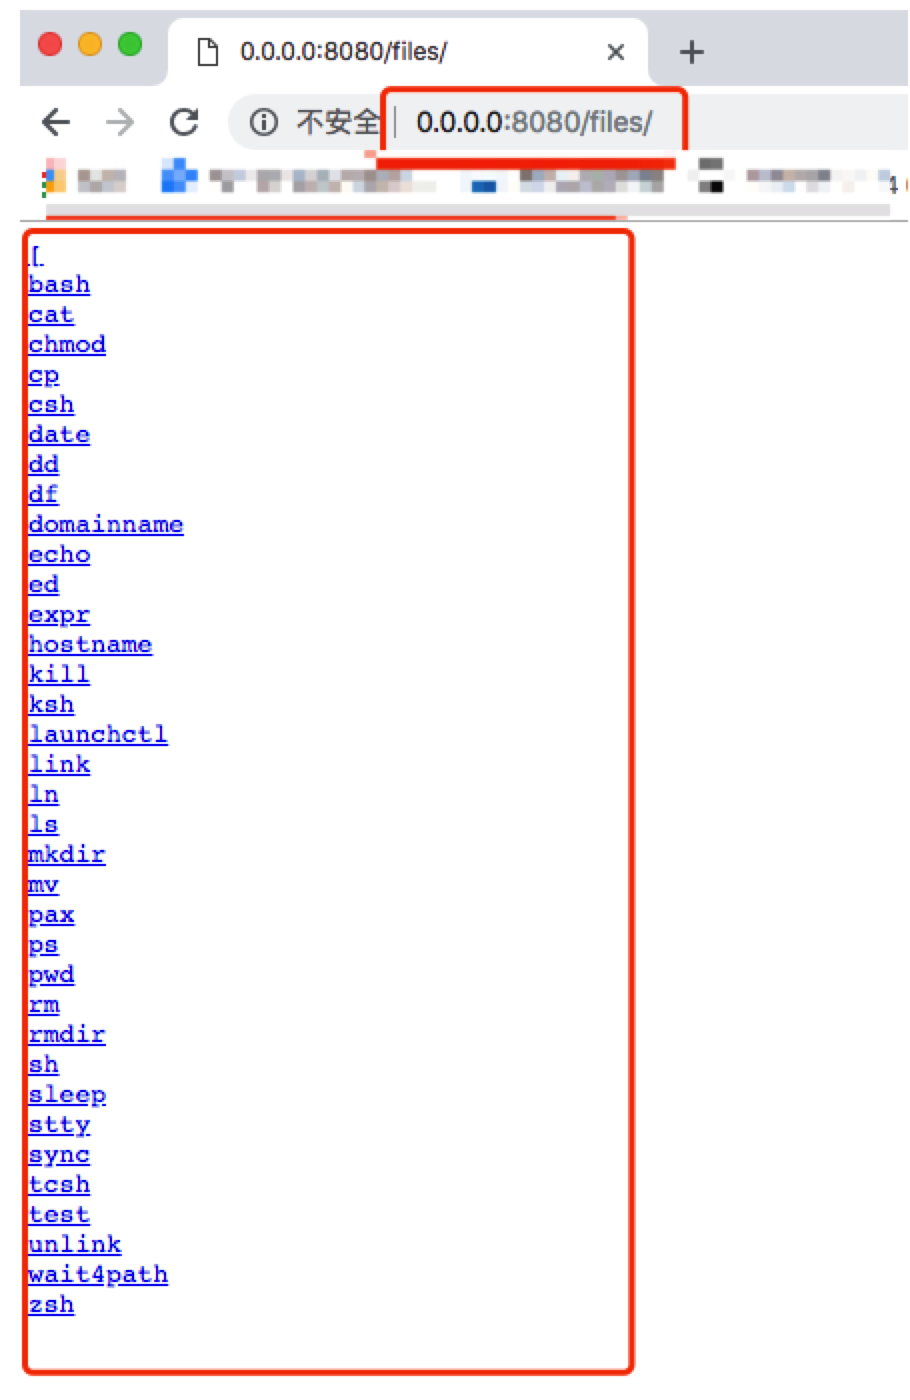 0.0.0.0:8080/files/
不安全 0.0.0.0:8080/files/
4
[
bash
cat
chmod
cp
csh
date
dd
df
domainname
echo
ed
expr
hostname
kill
ksh
launchctl
link
ln
ls
mkdir
mv
pax
ps
pwd
rm
rmdir
sh
sleep
stty
sync
tcsh
test
unlink
wait4path
zsh